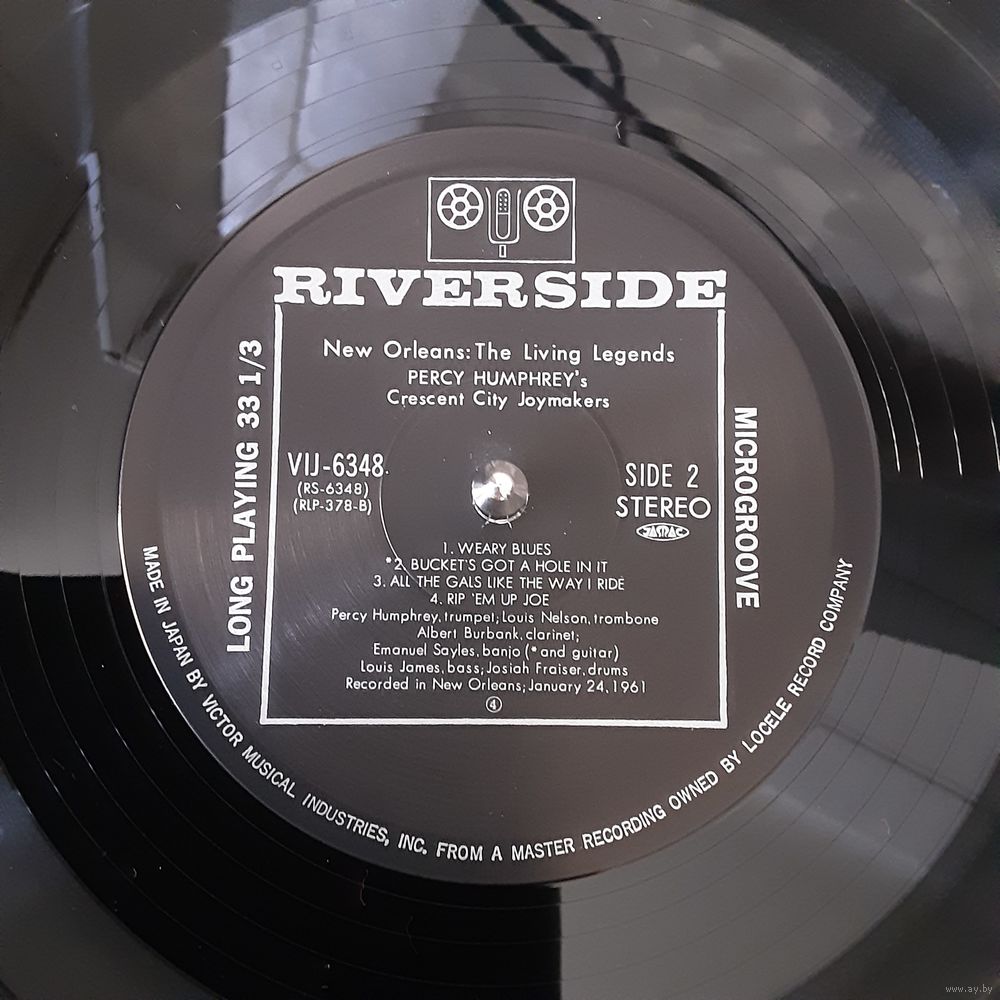 RIVERSIDE
New Orleans: The Living Legends
PERCY HUMPHREY's
Crescent City Joymakers
LONG PLAYING 33 1/3
MICROGROOVE
VIJ-6348
(RS-6348)
(RLP-378-B)
SIDE 2
STEREO
JASRAC
1. WEARY BLUES
*2. BUCKET'S GOT A HOLE IN IT
3. ALL THE GALS LIKE THE WAY I RIDE
4. RIP 'EM UP JOE
Percy Humphrey, trumpet; Louis Nelson, trombone
Albert Burbank, clarinet;
Emanuel Sayles, banjo (* and guitar)
Louis James, bass; Josiah Fraiser, drums
Recorded in New Orleans; January 24, 1961
④
MADE IN JAPAN BY VICTOR MUSICAL INDUSTRIES, INC. FROM A MASTER RECORDING OWNED BY LOCELE RECORD COMPANY
www.ay.by